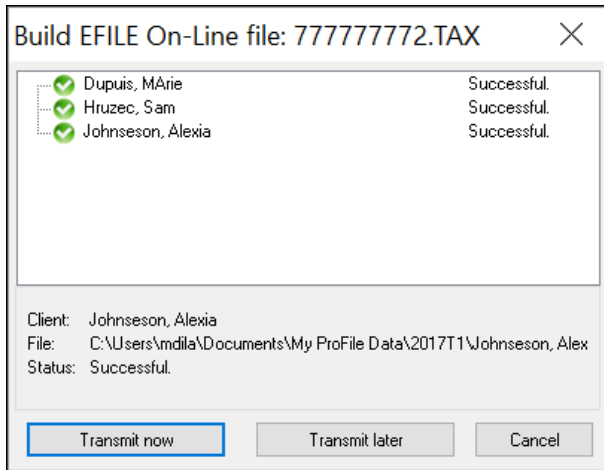 Build EFILE On-Line file: 777777772.TAX
Dupuis, MArie Successful.
Hruzec, Sam Successful.
Johnseson, Alexia Successful.
Client: Johnseson, Alexia
File: C:\Users\mdila\Documents\My ProFile Data\2017T1\Johnseson, Alex
Status: Successful.
Transmit now Transmit later Cancel